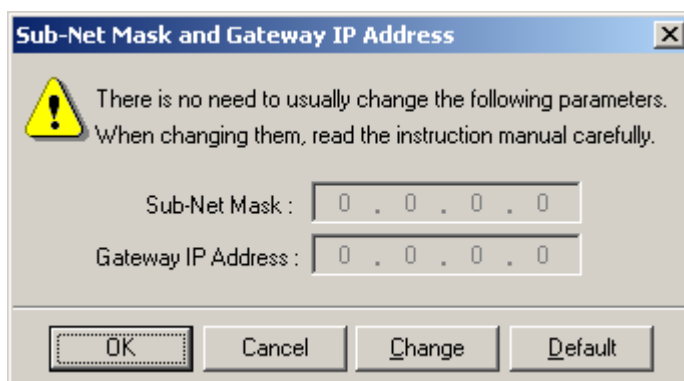 Sub-Net Mask and Gateway IP Address
There is no need to usually change the following parameters.
When changing them, read the instruction manual carefully.
Sub-Net Mask : 0 . 0 . 0 . 0
Gateway IP Address : 0 . 0 . 0 . 0
OK Cancel Change Default